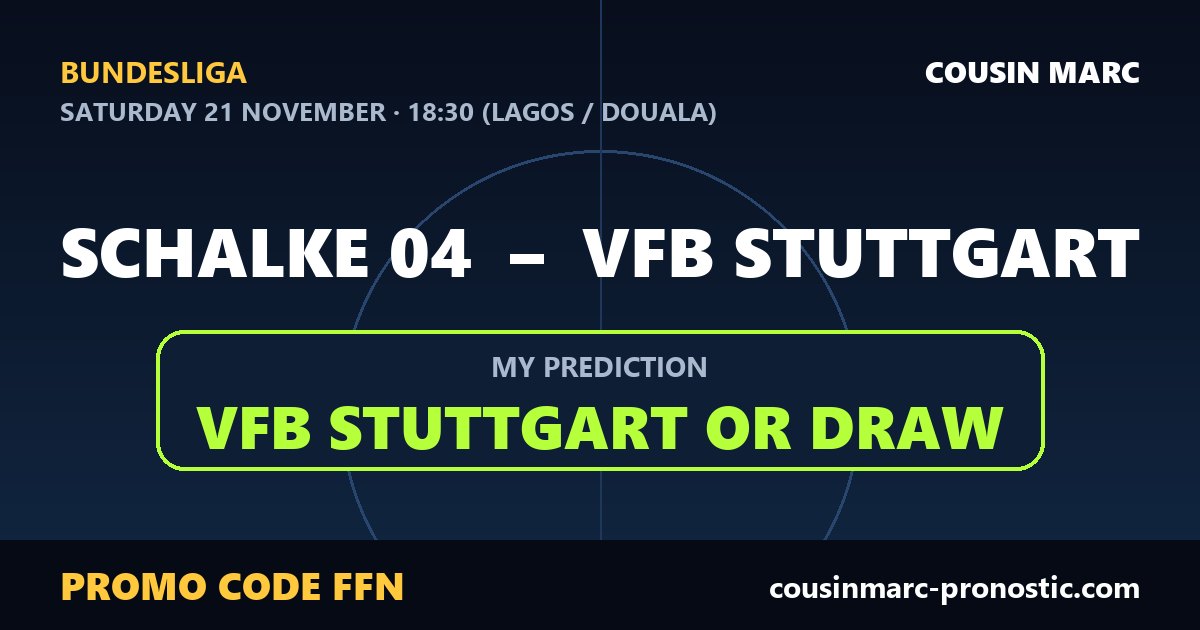 BUNDESLIGA
COUSIN MARC
SATURDAY 21 NOVEMBER · 18:30 (LAGOS / DOUALA)
SCHALKE 04 – VFB STUTTGART
MY PREDICTION
VFB STUTTGART OR DRAW
PROMO CODE FFN
cousinmarc-pronostic.com